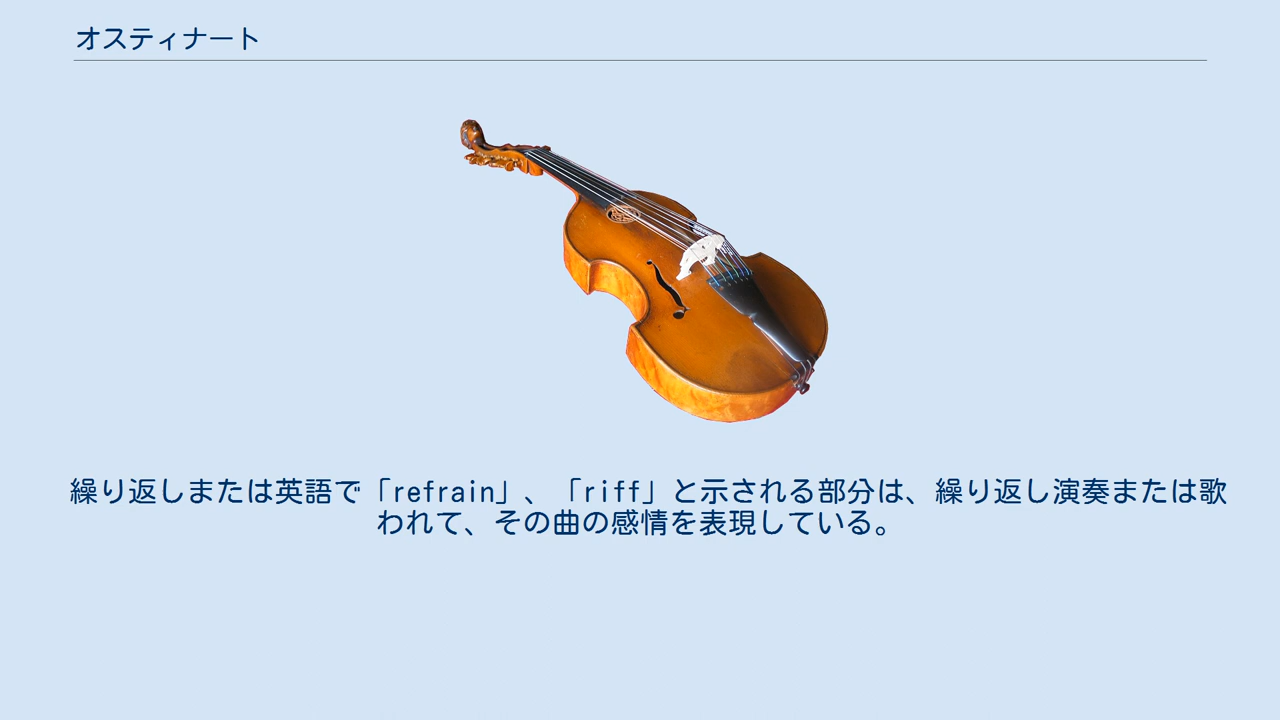 オスティナート
繰り返しまたは英語で「refrain」、「riff」と示される部分は、繰り返し演奏または歌
われて、その曲の感情を表現している。